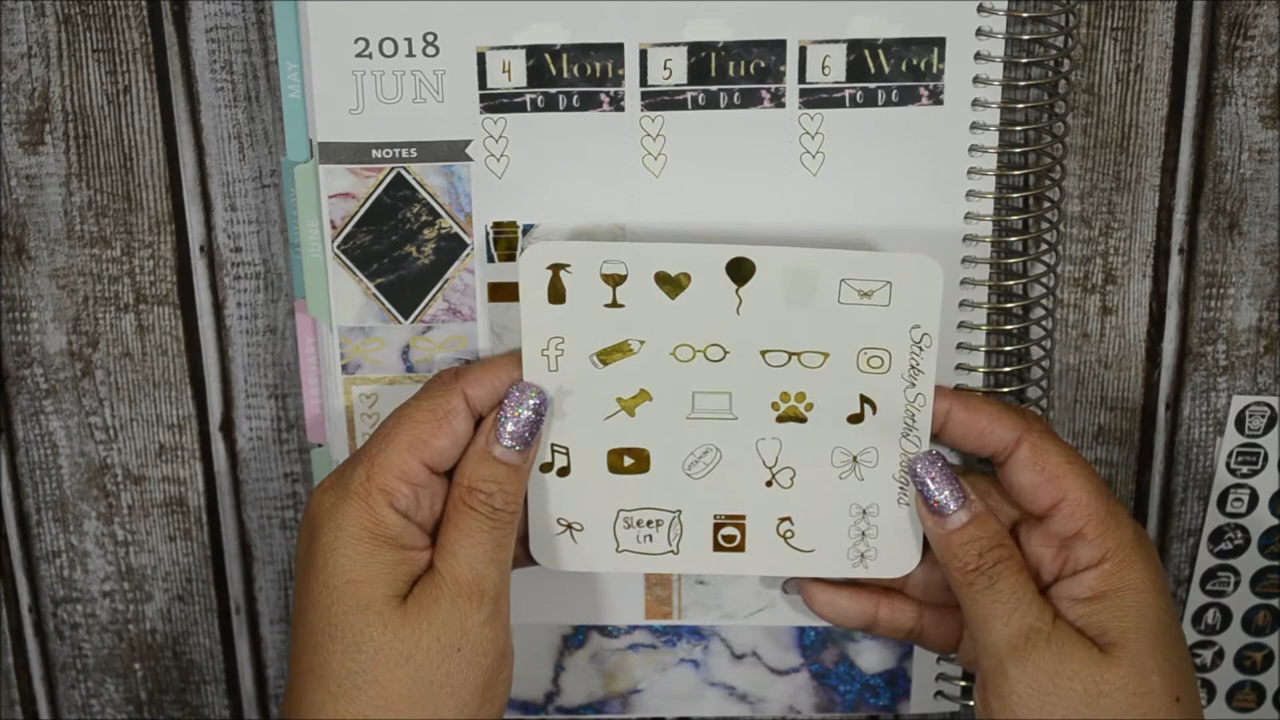 2018
JUN
NOTES
MAY
JUNE
4 Mon.
TO DO
5 Tue
TO DO
6 Wed
TO DO
StickySlothDesigns
VITAMINS
Sleep
in